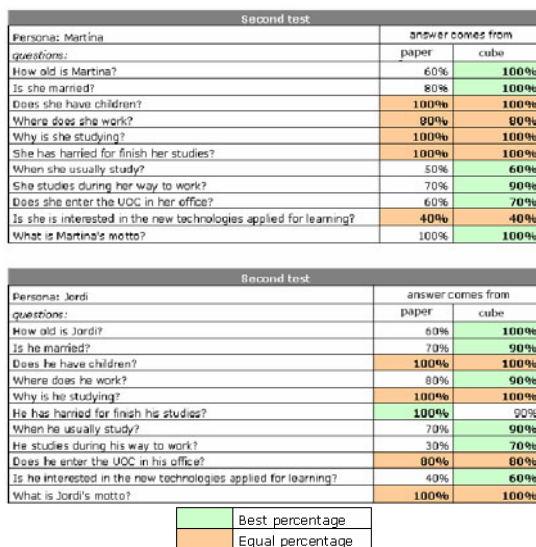 Second test
Persona: Martina answer comes from
questions: paper cube
How old is Martina? 60% 100%
Is she married? 80% 100%
Does she have children? 100% 100%
Where does she work? 80% 80%
Why is she studying? 100% 100%
She has harried for finish her studies? 100% 100%
When she usually study? 50% 60%
She studies during her way to work? 70% 90%
Does she enter the UOC in her office? 60% 70%
Is she is interested in the new technologies applied for learning? 40% 40%
What is Martina's motto? 100% 100%
Second test
Persona: Jordi answer comes from
questions: paper cube
How old is Jordi? 60% 100%
Is he married? 70% 90%
Does he have children? 100% 100%
Where does he work? 80% 90%
Why is he studying? 100% 100%
He has harried for finish his studies? 100% 90%
When he usually study? 70% 90%
He studies during his way to work? 30% 70%
Does he enter the UOC in his office? 80% 80%
Is he interested in the new technologies applied for learning? 40% 60%
What is Jordi's motto? 100% 100%
Best percentage
Equal percentage